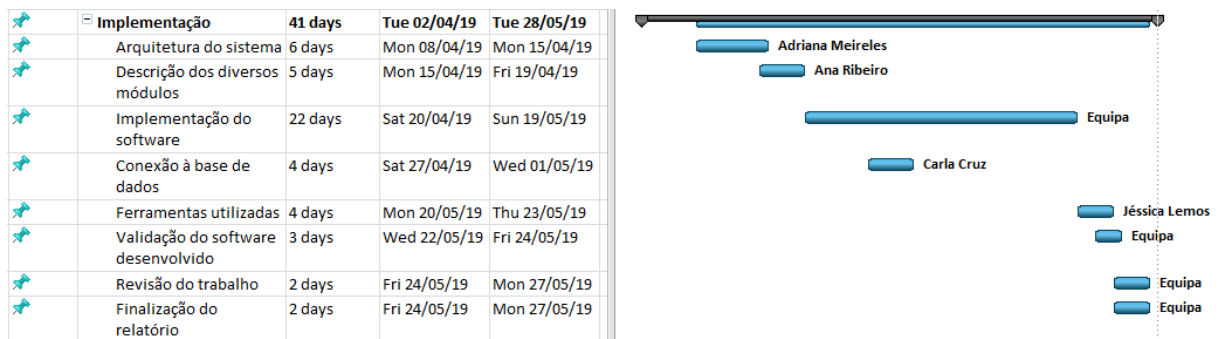 Implementação 41 days Tue 02/04/19 Tue 28/05/19
Arquitetura do sistema 6 days Mon 08/04/19 Mon 15/04/19 Adriana Meireles
Descrição dos diversos 5 days Mon 15/04/19 Fri 19/04/19 Ana Ribeiro
módulos
Implementação do 22 days Sat 20/04/19 Sun 19/05/19 Equipa
software
Conexão à base de 4 days Sat 27/04/19 Wed 01/05/19 Carla Cruz
dados
Ferramentas utilizadas 4 days Mon 20/05/19 Thu 23/05/19 Jéssica Lemos
Validação do software 3 days Wed 22/05/19 Fri 24/05/19 Equipa
desenvolvido
Revisão do trabalho 2 days Fri 24/05/19 Mon 27/05/19 Equipa
Finalização do 2 days Fri 24/05/19 Mon 27/05/19 Equipa
relatório